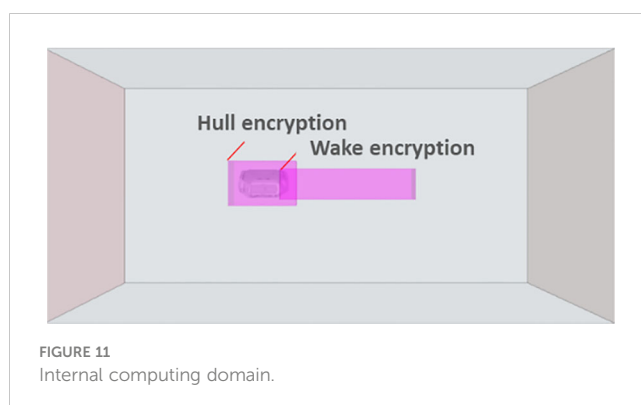 Hull encryption
Wake encryption
FIGURE 11
Internal computing domain.